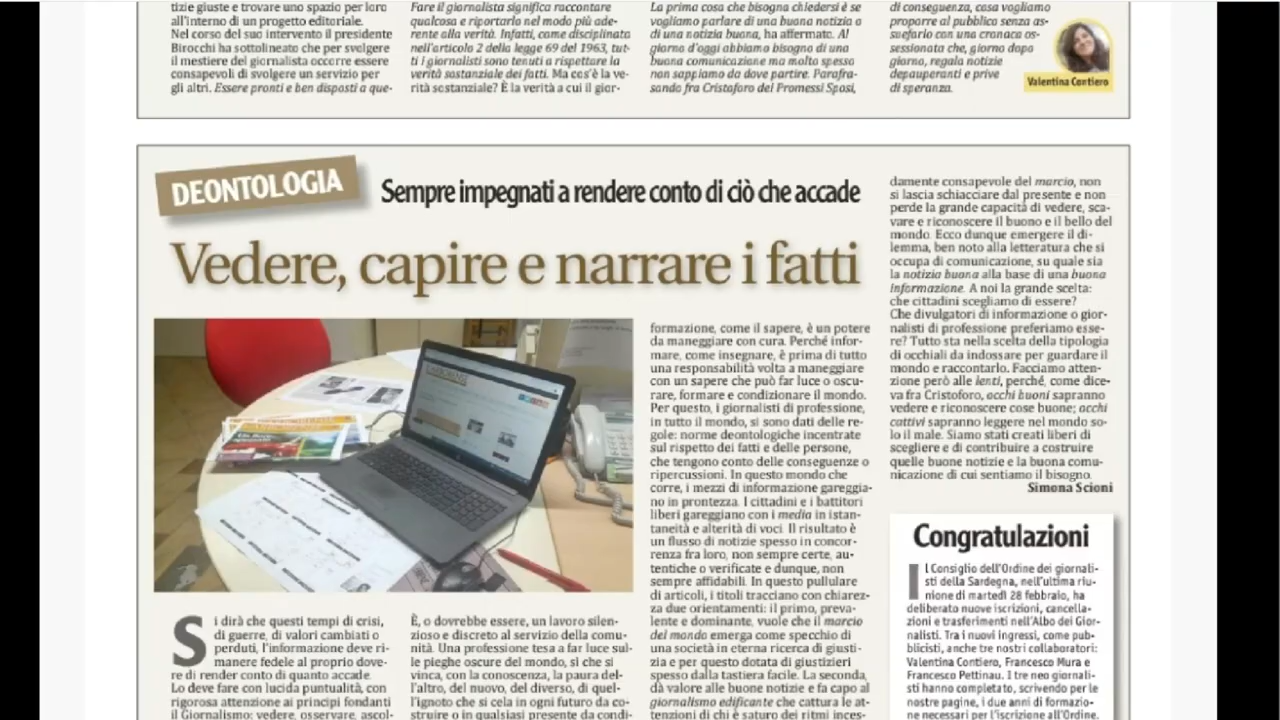 tizie giuste e trovare uno spazio per loro
all'interno di un progetto editoriale.
Nel corso del suo intervento il presidente
Birocchi ha sottolineato che per svolgere
il mestiere del giornalista occorre essere
consapevoli di svolgere un servizio per
gli altri. Essere pronti e ben disposti a que-
Fare il giornalista significa raccontare
qualcosa e riportarlo nel modo più ade-
rente alla verità. Infatti, come disciplinato
nell'articolo 2 della legge 69 del 1963, tut-
ti i giornalisti sono tenuti a rispettare la
verità sostanziale dei fatti. Ma cos'è la ve-
rità sostanziale? È la verità a cui il gior-
La prima cosa che bisogna chiedersi è se
vogliamo parlare di una buona notizia o
di una notizia buona, ha affermato. Al
giorno d'oggi abbiamo bisogno di una
buona comunicazione ma molto spesso
non sappiamo da dove partire. Parafra-
sando fra Cristoforo dei Promessi Sposi,
di conseguenza, cosa vogliamo
proporre al pubblico senza as-
suefarlo con una cronaca os-
sessionata che, giorno dopo
giorno, regala notizie
depauperanti e prive
di speranza.
Valentina Contiero
DEONTOLOGIA
Sempre impegnati a rendere conto di ciò che accade
Vedere, capire e narrare i fatti
S
i dirà che questi tempi di crisi,
di guerre, di valori cambiati o
perduti, l'informazione deve ri-
manere fedele al proprio dove-
re di render conto di quanto accade.
Lo deve fare con lucida puntualità, con
rigorosa attenzione ai principi fondanti
il Giornalismo: vedere, osservare, ascol-
È, o dovrebbe essere, un lavoro silen-
zioso e discreto al servizio della comu-
nità. Una professione tesa a far luce sul-
le pieghe oscure del mondo, sì che si
vinca, con la conoscenza, la paura del-
l'altro, del nuovo, del diverso, di quel-
l'ignoto che si cela in ogni futuro da co-
struire o in qualsiasi presente da condi-
formazione, come il sapere, è un potere
da maneggiare con cura. Perché infor-
mare, come insegnare, è prima di tutto
una responsabilità volta a maneggiare
con un sapere che può far luce o oscu-
rare, formare e condizionare il mondo.
Per questo, i giornalisti di professione,
in tutto il mondo, si sono dati delle re-
gole: norme deontologiche incentrate
sul rispetto dei fatti e delle persone,
che tengono conto delle conseguenze o
ripercussioni. In questo mondo che
corre, i mezzi di informazione gareggia-
no in prontezza. I cittadini e i battitori
liberi gareggiano con i media in istan-
taneità e alterità di voci. Il risultato è
un flusso di notizie spesso in concor-
renza fra loro, non sempre certe, au-
tentiche o verificate e dunque, non
sempre affidabili. In questo pullulare
di articoli, i titoli tracciano con chiarez-
za due orientamenti: il primo, preva-
lente e dominante, vuole che il marcio
del mondo emerga come specchio di
una società in eterna ricerca di giusti-
zia e per questo dotata di giustizieri
spesso dalla tastiera facile. La seconda,
dà valore alle buone notizie e fa capo al
giornalismo edificante che cattura le at-
tenzioni di chi è saturo dei ritmi inces-
damente consapevole del marcio, non
si lascia schiacciare dal presente e non
perde la grande capacità di vedere, sca-
vare e riconoscere il buono e il bello del
mondo. Ecco dunque emergere il di-
lemma, ben noto alla letteratura che si
occupa di comunicazione, su quale sia
la notizia buona alla base di una buona
informazione. A noi la grande scelta:
che cittadini scegliamo di essere?
Che divulgatori di informazione o gior-
nalisti di professione preferiamo esse-
re? Tutto sta nella scelta della tipologia
di occhiali da indossare per guardare il
mondo e raccontarlo. Facciamo atten-
zione però alle lenti, perché, come dice-
va fra Cristoforo, occhi buoni sapranno
vedere e riconoscere cose buone; occhi
cattivi sapranno leggere nel mondo so-
lo il male. Siamo stati creati liberi di
scegliere e di contribuire a costruire
quelle buone notizie e la buona comu-
nicazione di cui sentiamo il bisogno.
Simona Scioni
Congratulazioni
Il Consiglio dell'Ordine dei giornali-
sti della Sardegna, nell'ultima riu-
nione di martedì 28 febbraio, ha
deliberato nuove iscrizioni, cancella-
zioni e trasferimenti nell'Albo dei Gior-
nalisti. Tra i nuovi ingressi, come pub-
blicisti, anche tre nostri collaboratori:
Valentina Contiero, Francesco Mura e
Francesco Pettinau. I tre neo giornali-
sti hanno completato, scrivendo per le
nostre pagine, i due anni di formazio-
ne necessari per l'iscrizione all'Ordine.